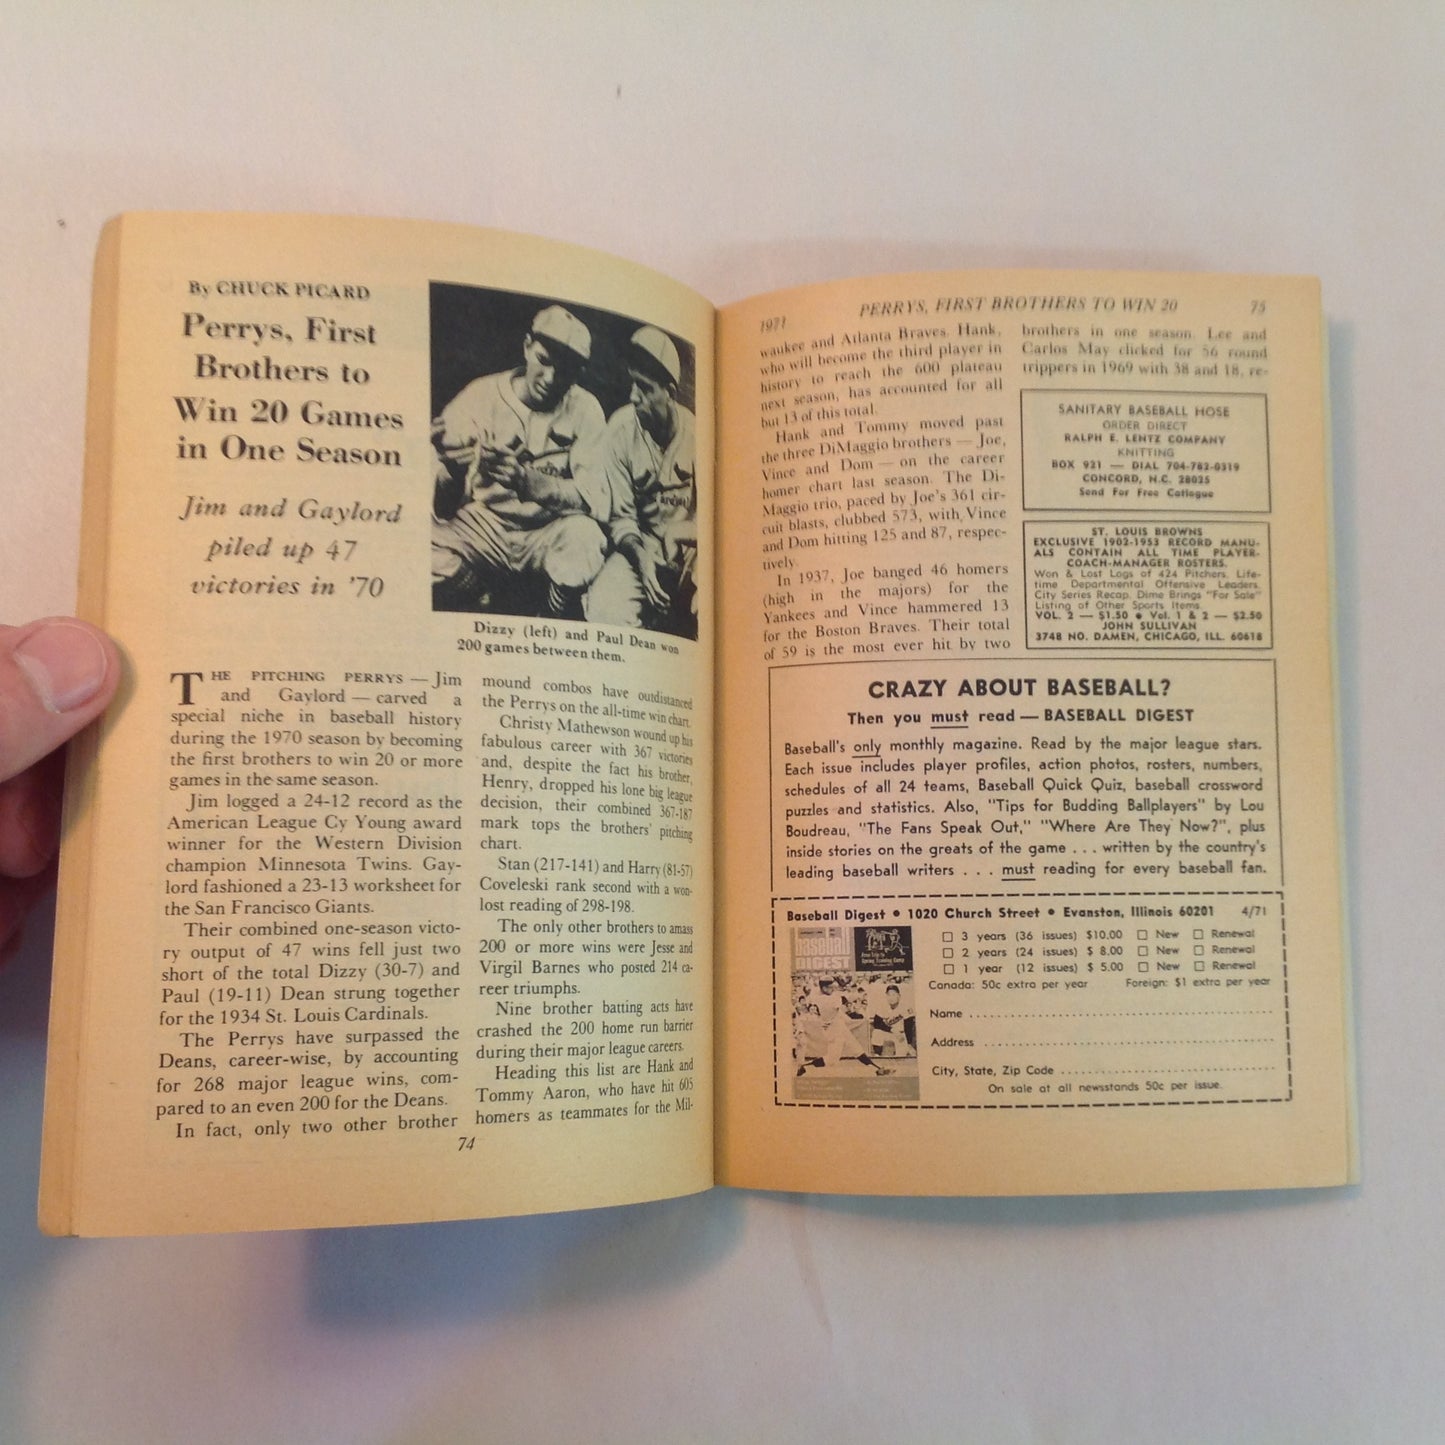 By CHUCK PICARD
Perrys, First
Brothers to
Win 20 Games
in One Season
Jim and Gaylord
piled up 47
victories in '70
Dizzy (left) and Paul Dean won
200 games between them.
THE PITCHING PERRYS — Jim
and Gaylord — carved a
special niche in baseball history
during the 1970 season by becoming
the first brothers to win 20 or more
games in the same season.
Jim logged a 24-12 record as the
American League Cy Young award
winner for the Western Division
champion Minnesota Twins. Gay-
lord fashioned a 23-13 worksheet for
the San Francisco Giants.
Their combined one-season victo-
ry output of 47 wins fell just two
short of the total Dizzy (30-7) and
Paul (19-11) Dean strung together
for the 1934 St. Louis Cardinals.
The Perrys have surpassed the
Deans, career-wise, by accounting
for 268 major league wins, com-
pared to an even 200 for the Deans.
In fact, only two other brother
mound combos have outdistanced
the Perrys on the all-time win chart.
Christy Mathewson wound up his
fabulous career with 367 victories
and, despite the fact his brother,
Henry, dropped his lone big league
decision, their combined 367-187
mark tops the brothers' pitching
chart.
Stan (217-141) and Harry (81-57)
Coveleski rank second with a won-
lost reading of 298-198.
The only other brothers to amass
200 or more wins were Jesse and
Virgil Barnes who posted 214 ca-
reer triumphs.
Nine brother batting acts have
crashed the 200 home run barrier
during their major league careers.
Heading this list are Hank and
Tommy Aaron, who have hit 605
homers as teammates for the Mil-
74
1971
PERRYS, FIRST BROTHERS TO WIN 20
75
waukee and Atlanta Braves. Hank,
who will become the third player in
history to reach the 600 plateau
next season, has accounted for all
but 13 of this total.
Hank and Tommy moved past
the three DiMaggio brothers — Joe,
Vince and Dom — on the career
homer chart last season. The Di-
Maggio trio, paced by Joe's 361 cir-
cuit blasts, clubbed 573, with Vince
and Dom hitting 125 and 87, respec-
tively.
In 1937, Joe banged 46 homers
(high in the majors) for the
Yankees and Vince hammered 13
for the Boston Braves. Their total
of 59 is the most ever hit by two
brothers in one season. Lee and
Carlos May clicked for 56 round
trippers in 1969 with 38 and 18, re-
SANITARY BASEBALL HOSE
ORDER DIRECT
RALPH E. LENTZ COMPANY
KNITTING
BOX 921 — DIAL 704-782-0319
CONCORD, N.C. 28025
Send For Free Catlogue
ST. LOUIS BROWNS
EXCLUSIVE 1902-1953 RECORD MANU-
ALS CONTAIN ALL TIME PLAYER-
COACH-MANAGER ROSTERS.
Won & Lost Logs of 424 Pitchers. Life-
time Departmental Offensive Leaders.
City Series Recap. Dime Brings "For Sale"
Listing of Other Sports Items.
VOL. 2 — $1.50 • Vol. 1 & 2 — $2.50
JOHN SULLIVAN
3748 NO. DAMEN, CHICAGO, ILL. 60618
CRAZY ABOUT BASEBALL?
Then you must read — BASEBALL DIGEST
Baseball's only monthly magazine. Read by the major league stars.
Each issue includes player profiles, action photos, rosters, numbers,
schedules of all 24 teams, Baseball Quick Quiz, baseball crossword
puzzles and statistics. Also, "Tips for Budding Ballplayers" by Lou
Boudreau, "The Fans Speak Out," "Where Are They Now?", plus
inside stories on the greats of the game . . . written by the country's
leading baseball writers . . . must reading for every baseball fan.
Baseball Digest • 1020 Church Street • Evanston, Illinois 60201 4/71
baseball
DIGEST
3 years (36 issues) $10.00 New Renewal
2 years (24 issues) $ 8.00 New Renewal
1 year (12 issues) $ 5.00 New Renewal
Canada: 50c extra per year Foreign: $1 extra per year
Name
Address
City, State, Zip Code
On sale at all newsstands 50c per issue.